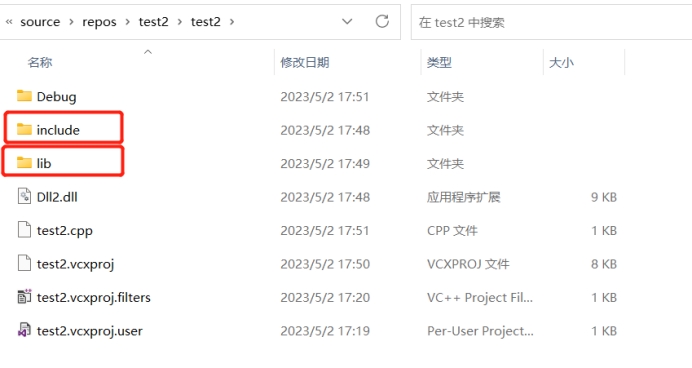 « source › repos › test2 › test2 › 在 test2 中搜索
名称 修改日期 类型 大小
Debug 2023/5/2 17:51 文件夹
include 2023/5/2 17:48 文件夹
lib 2023/5/2 17:49 文件夹
Dll2.dll 2023/5/2 17:48 应用程序扩展 9 KB
test2.cpp 2023/5/2 17:51 CPP 文件 1 KB
test2.vcxproj 2023/5/2 17:50 VCXPROJ 文件 8 KB
test2.vcxproj.filters 2023/5/2 17:20 VC++ Project Fil... 1 KB
test2.vcxproj.user 2023/5/2 17:19 Per-User Project... 1 KB